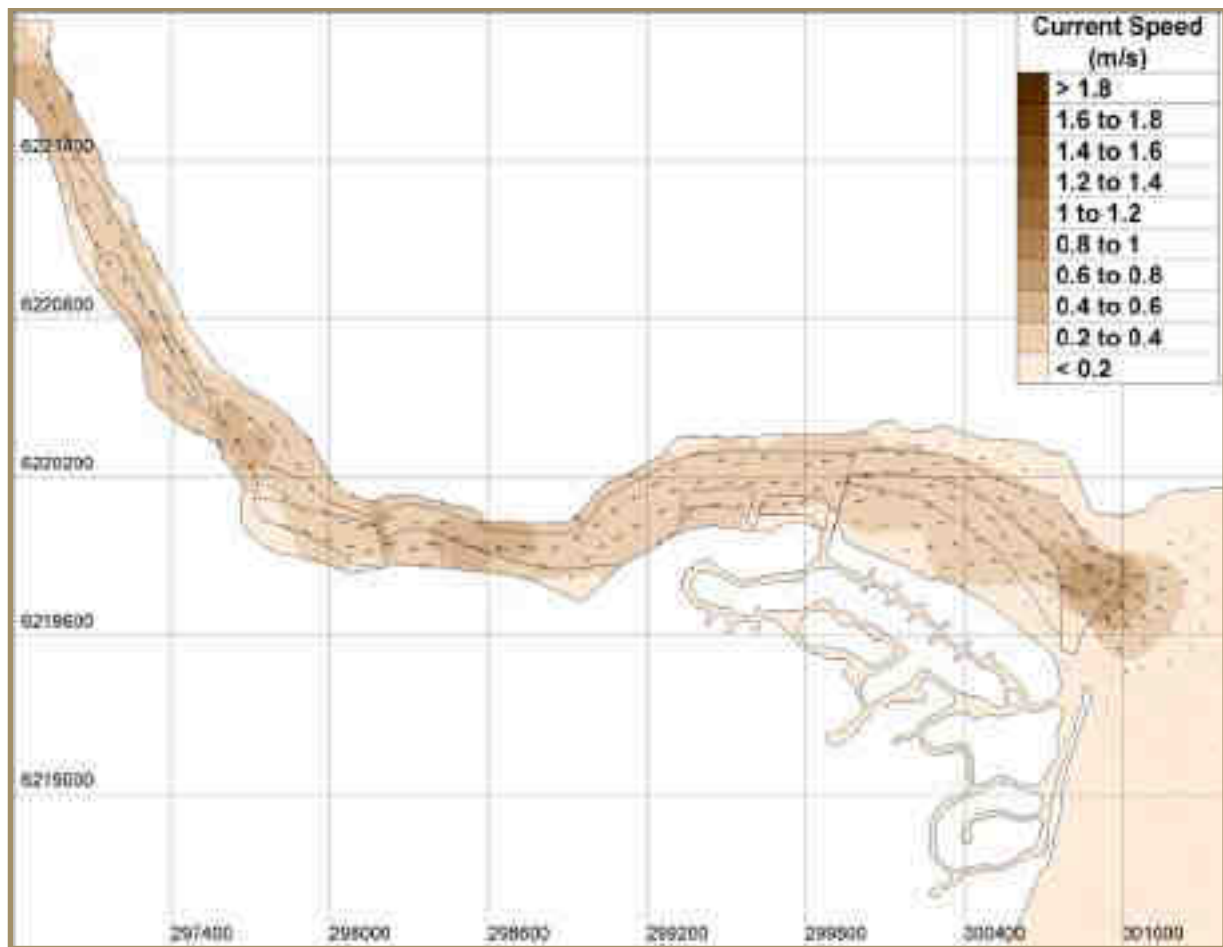 Current Speed
(m/s)
> 1.8
1.6 to 1.8
1.4 to 1.6
1.2 to 1.4
1 to 1.2
0.8 to 1
0.6 to 0.8
0.4 to 0.6
0.2 to 0.4
< 0.2
6221400
6220800
6220200
6219600
6219000
297400 298000 298600 299200 299800 300400 301000